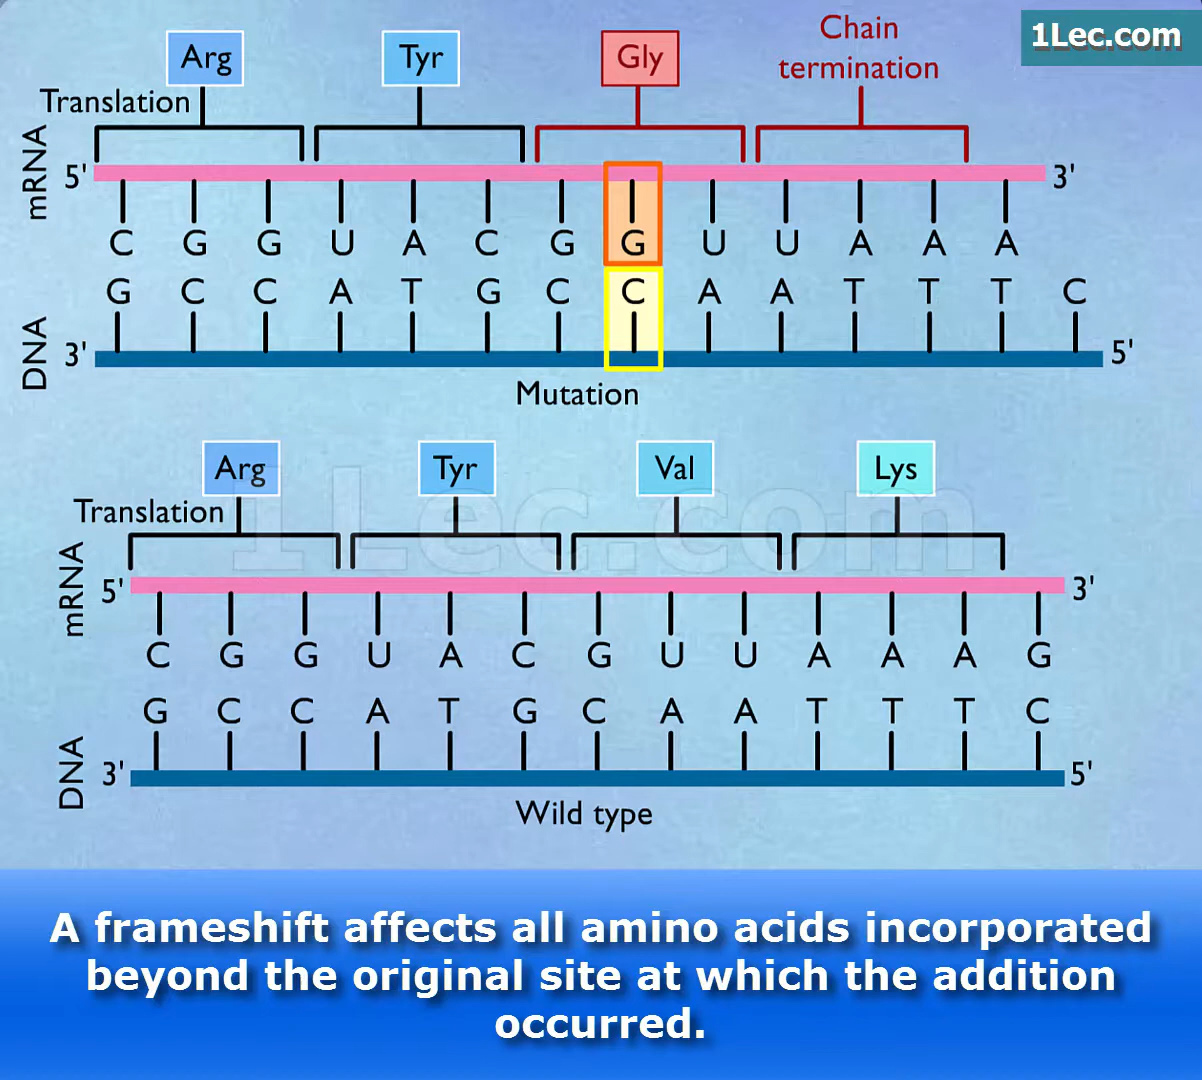 1Lec.com
Chain
termination
Arg Tyr Gly
Translation
mRNA
5' 3'
C G G U A C G G U U A A A
G C C A T G C C A A T T T C
DNA
3' 5'
Mutation
Arg Tyr Val Lys
Translation
1Lec.com
mRNA
5' 3'
C G G U A C G U U A A A G
G C C A T G C A A T T T C
DNA
3' 5'
Wild type
A frameshift affects all amino acids incorporated
beyond the original site at which the addition
occurred.